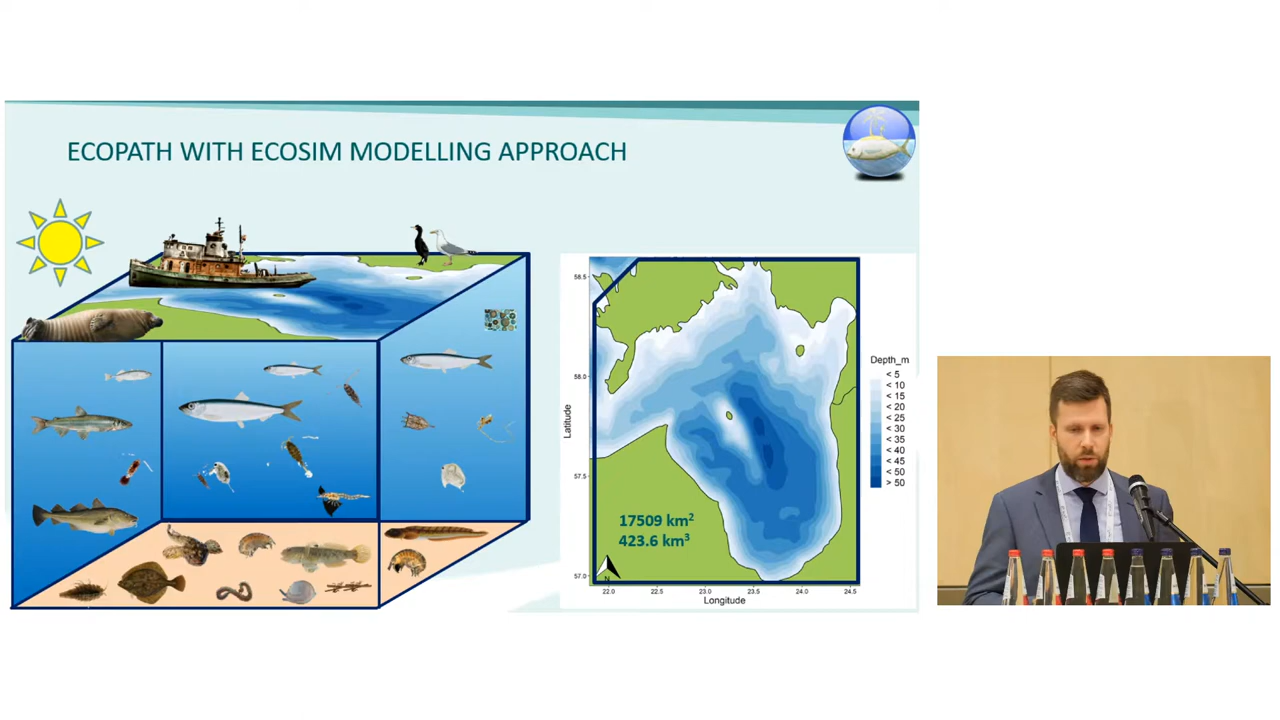 ECOPATH WITH ECOSIM MODELLING APPROACH
58.5
58.0
57.5
57.0
Latitude
17509 km²
423.6 km³
N
22.0 22.5 23.0 23.5 24.0 24.5
Longitude
Depth_m
< 5
< 10
< 15
< 20
< 25
< 30
< 35
< 40
< 45
< 50
> 50